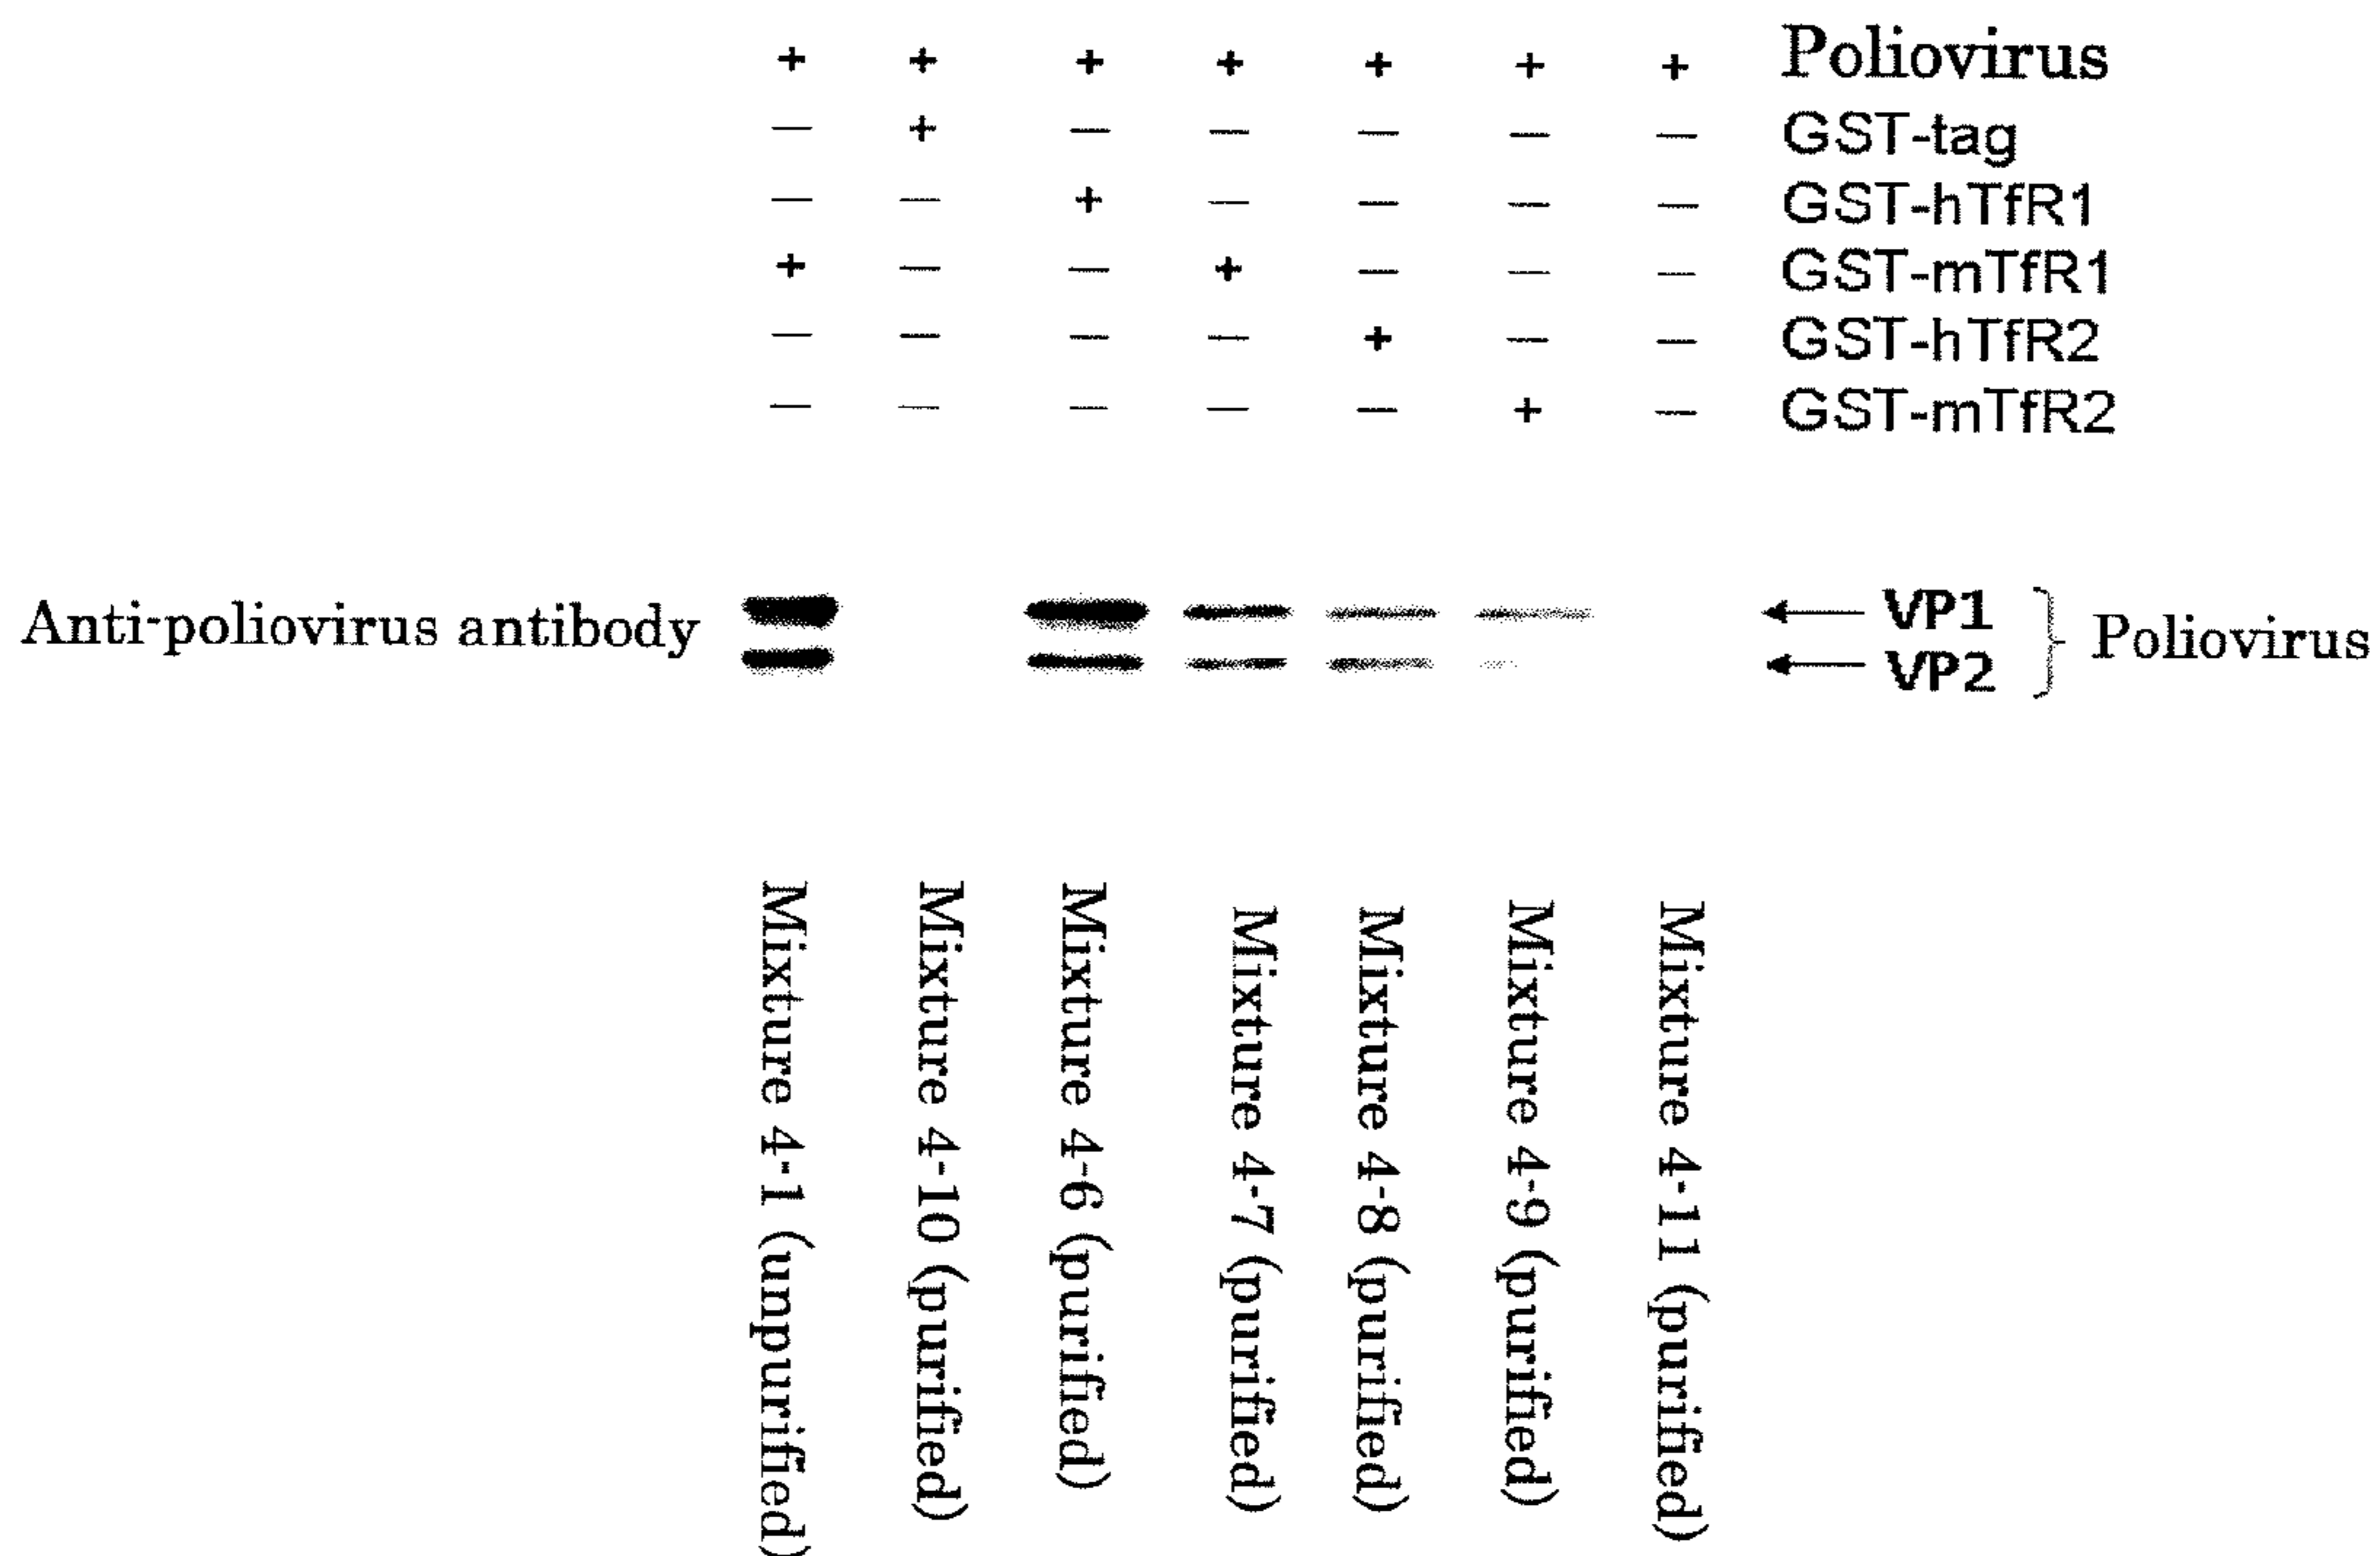 + + + + + + + Poliovirus
— + — — — — — GST-tag
— — + — — — — GST-hTfR1
+ — — + — — — GST-mTfR1
— — — — + — — GST-hTfR2
— — — — — + — GST-mTfR2
Anti-poliovirus antibody
VP1
VP2
Poliovirus
Mixture 4-1 (unpurified)
Mixture 4-10 (purified)
Mixture 4-6 (purified)
Mixture 4-7 (purified)
Mixture 4-8 (purified)
Mixture 4-9 (purified)
Mixture 4-11 (purified)